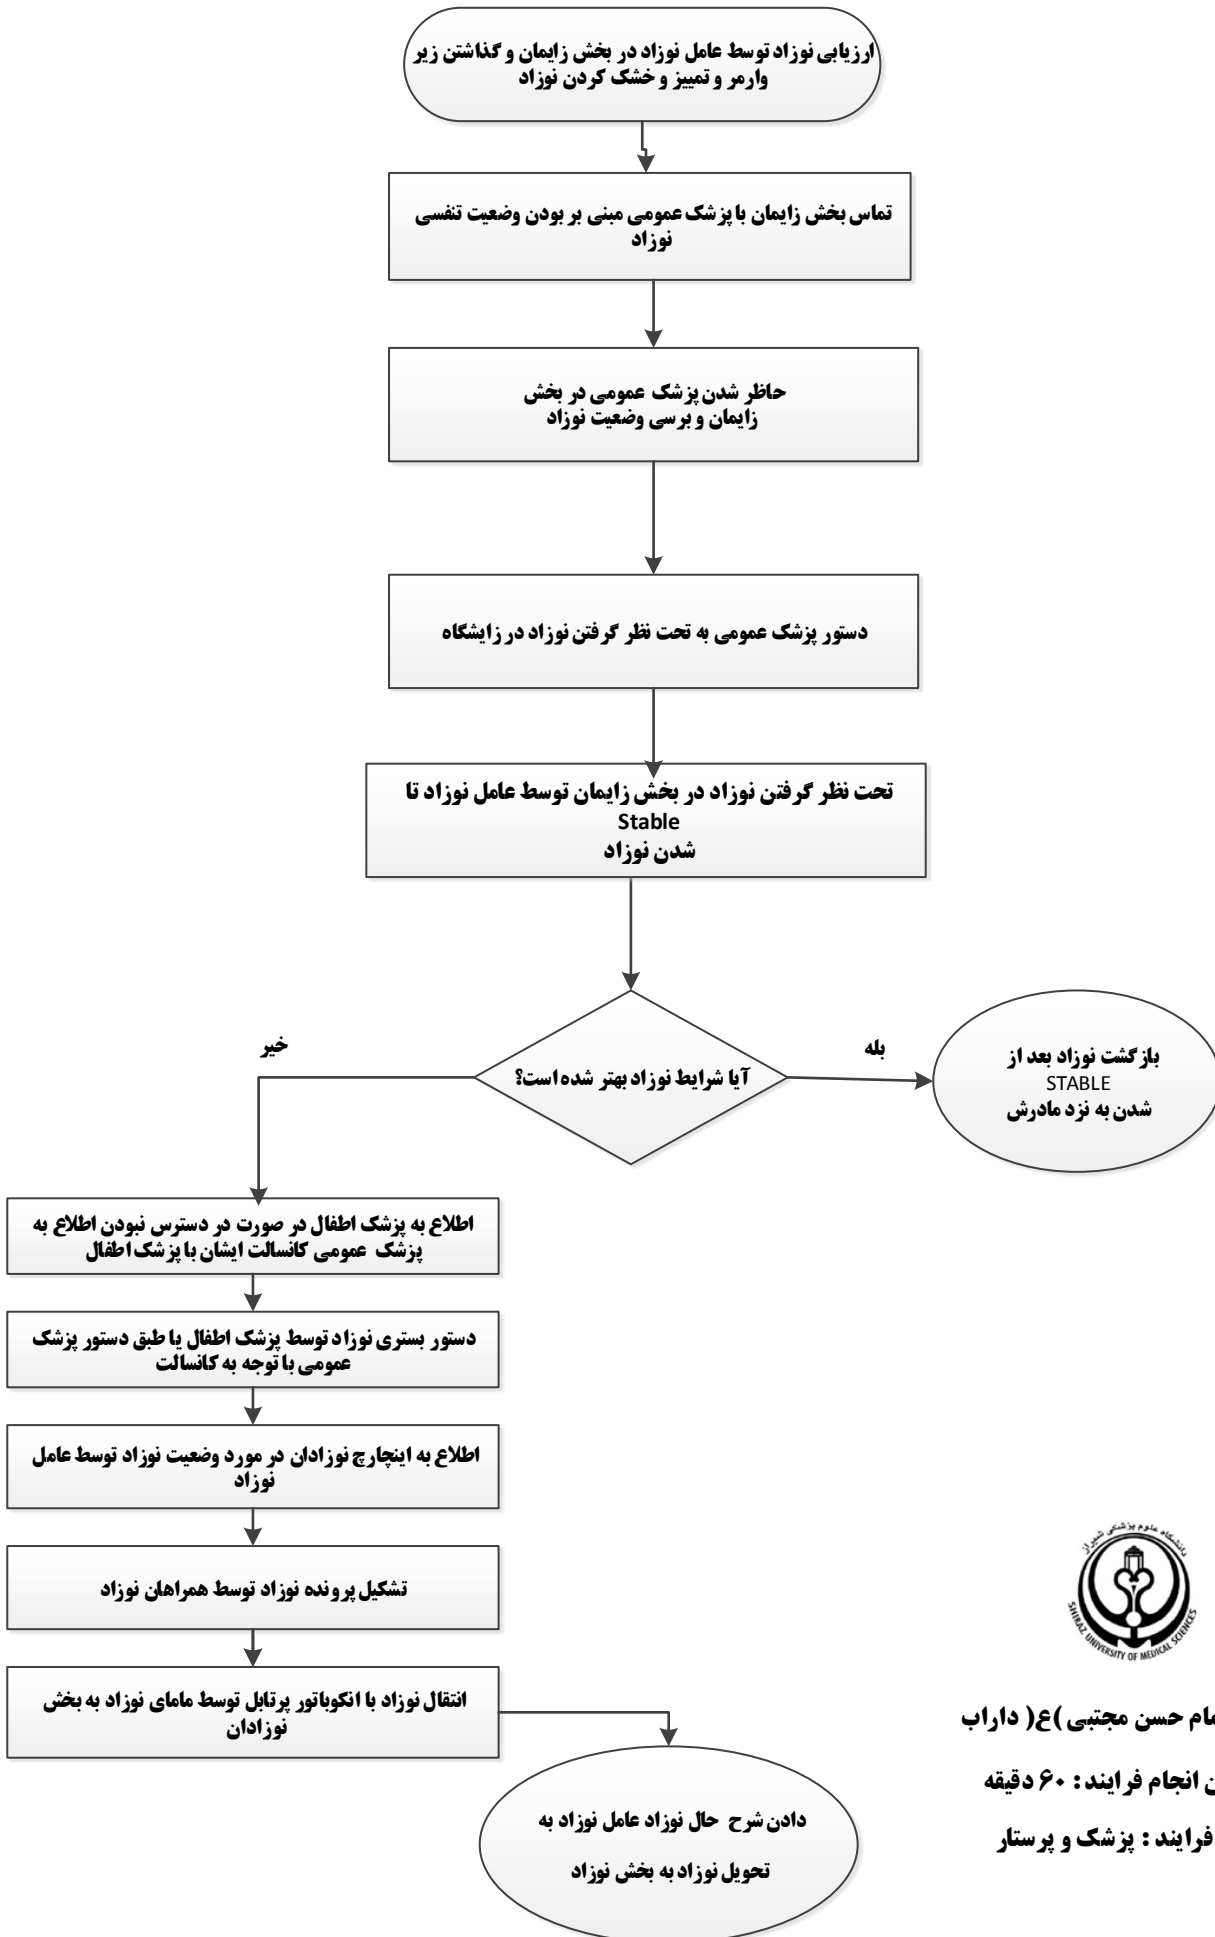 ارزیابی نوزاد توسط عامل نوزاد در بخش زایمان و گذاشتن زیر
وارمر و تمییز و خشک کردن نوزاد
تماس بخش زایمان با پزشک عمومی مبنی بر بودن وضعیت تنفسی
نوزاد
حاظر شدن پزشک عمومی در بخش
زایمان و برسی وضعیت نوزاد
دستور پزشک عمومی به تحت نظر گرفتن نوزاد در زایشگاه
تحت نظر گرفتن نوزاد در بخش زایمان توسط عامل نوزاد تا
Stable
شدن نوزاد
آیا شرایط نوزاد بهتر شده است؟
بله
خیر
بازگشت نوزاد بعد از
STABLE
شدن به نزد مادرش
اطلاع به پزشک اطفال در صورت در دسترس نبودن اطلاع به
پزشک عمومی کانسالت ایشان با پزشک اطفال
دستور بستری نوزاد توسط پزشک اطفال یا طبق دستور پزشک
عمومی با توجه به کانسالت
اطلاع به اینچارچ نوزادان در مورد وضعیت نوزاد توسط عامل
نوزاد
تشکیل پرونده نوزاد توسط همراهان نوزاد
انتقال نوزاد با انکوباتور پرتابل توسط مامای نوزاد به بخش
نوزادان
دادن شرح حال نوزاد عامل نوزاد به
تحویل نوزاد به بخش نوزاد
دانشگاه علوم پزشکی شیراز
SHIRAZ UNIVERSITY OF MEDICAL SCIENCES
حسن مجتبی )ع( داراب
انجام فرایند : ۶۰ دقیقه
فرایند : پزشک و پرستار